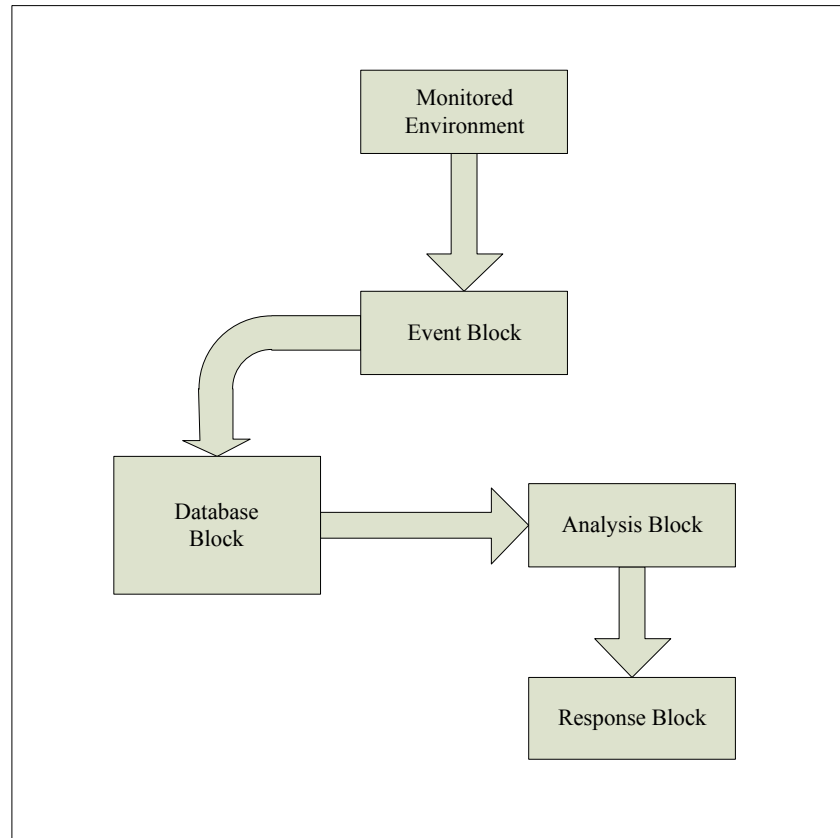 Monitored
Environment
Event Block
Database
Block
Analysis Block
Response Block